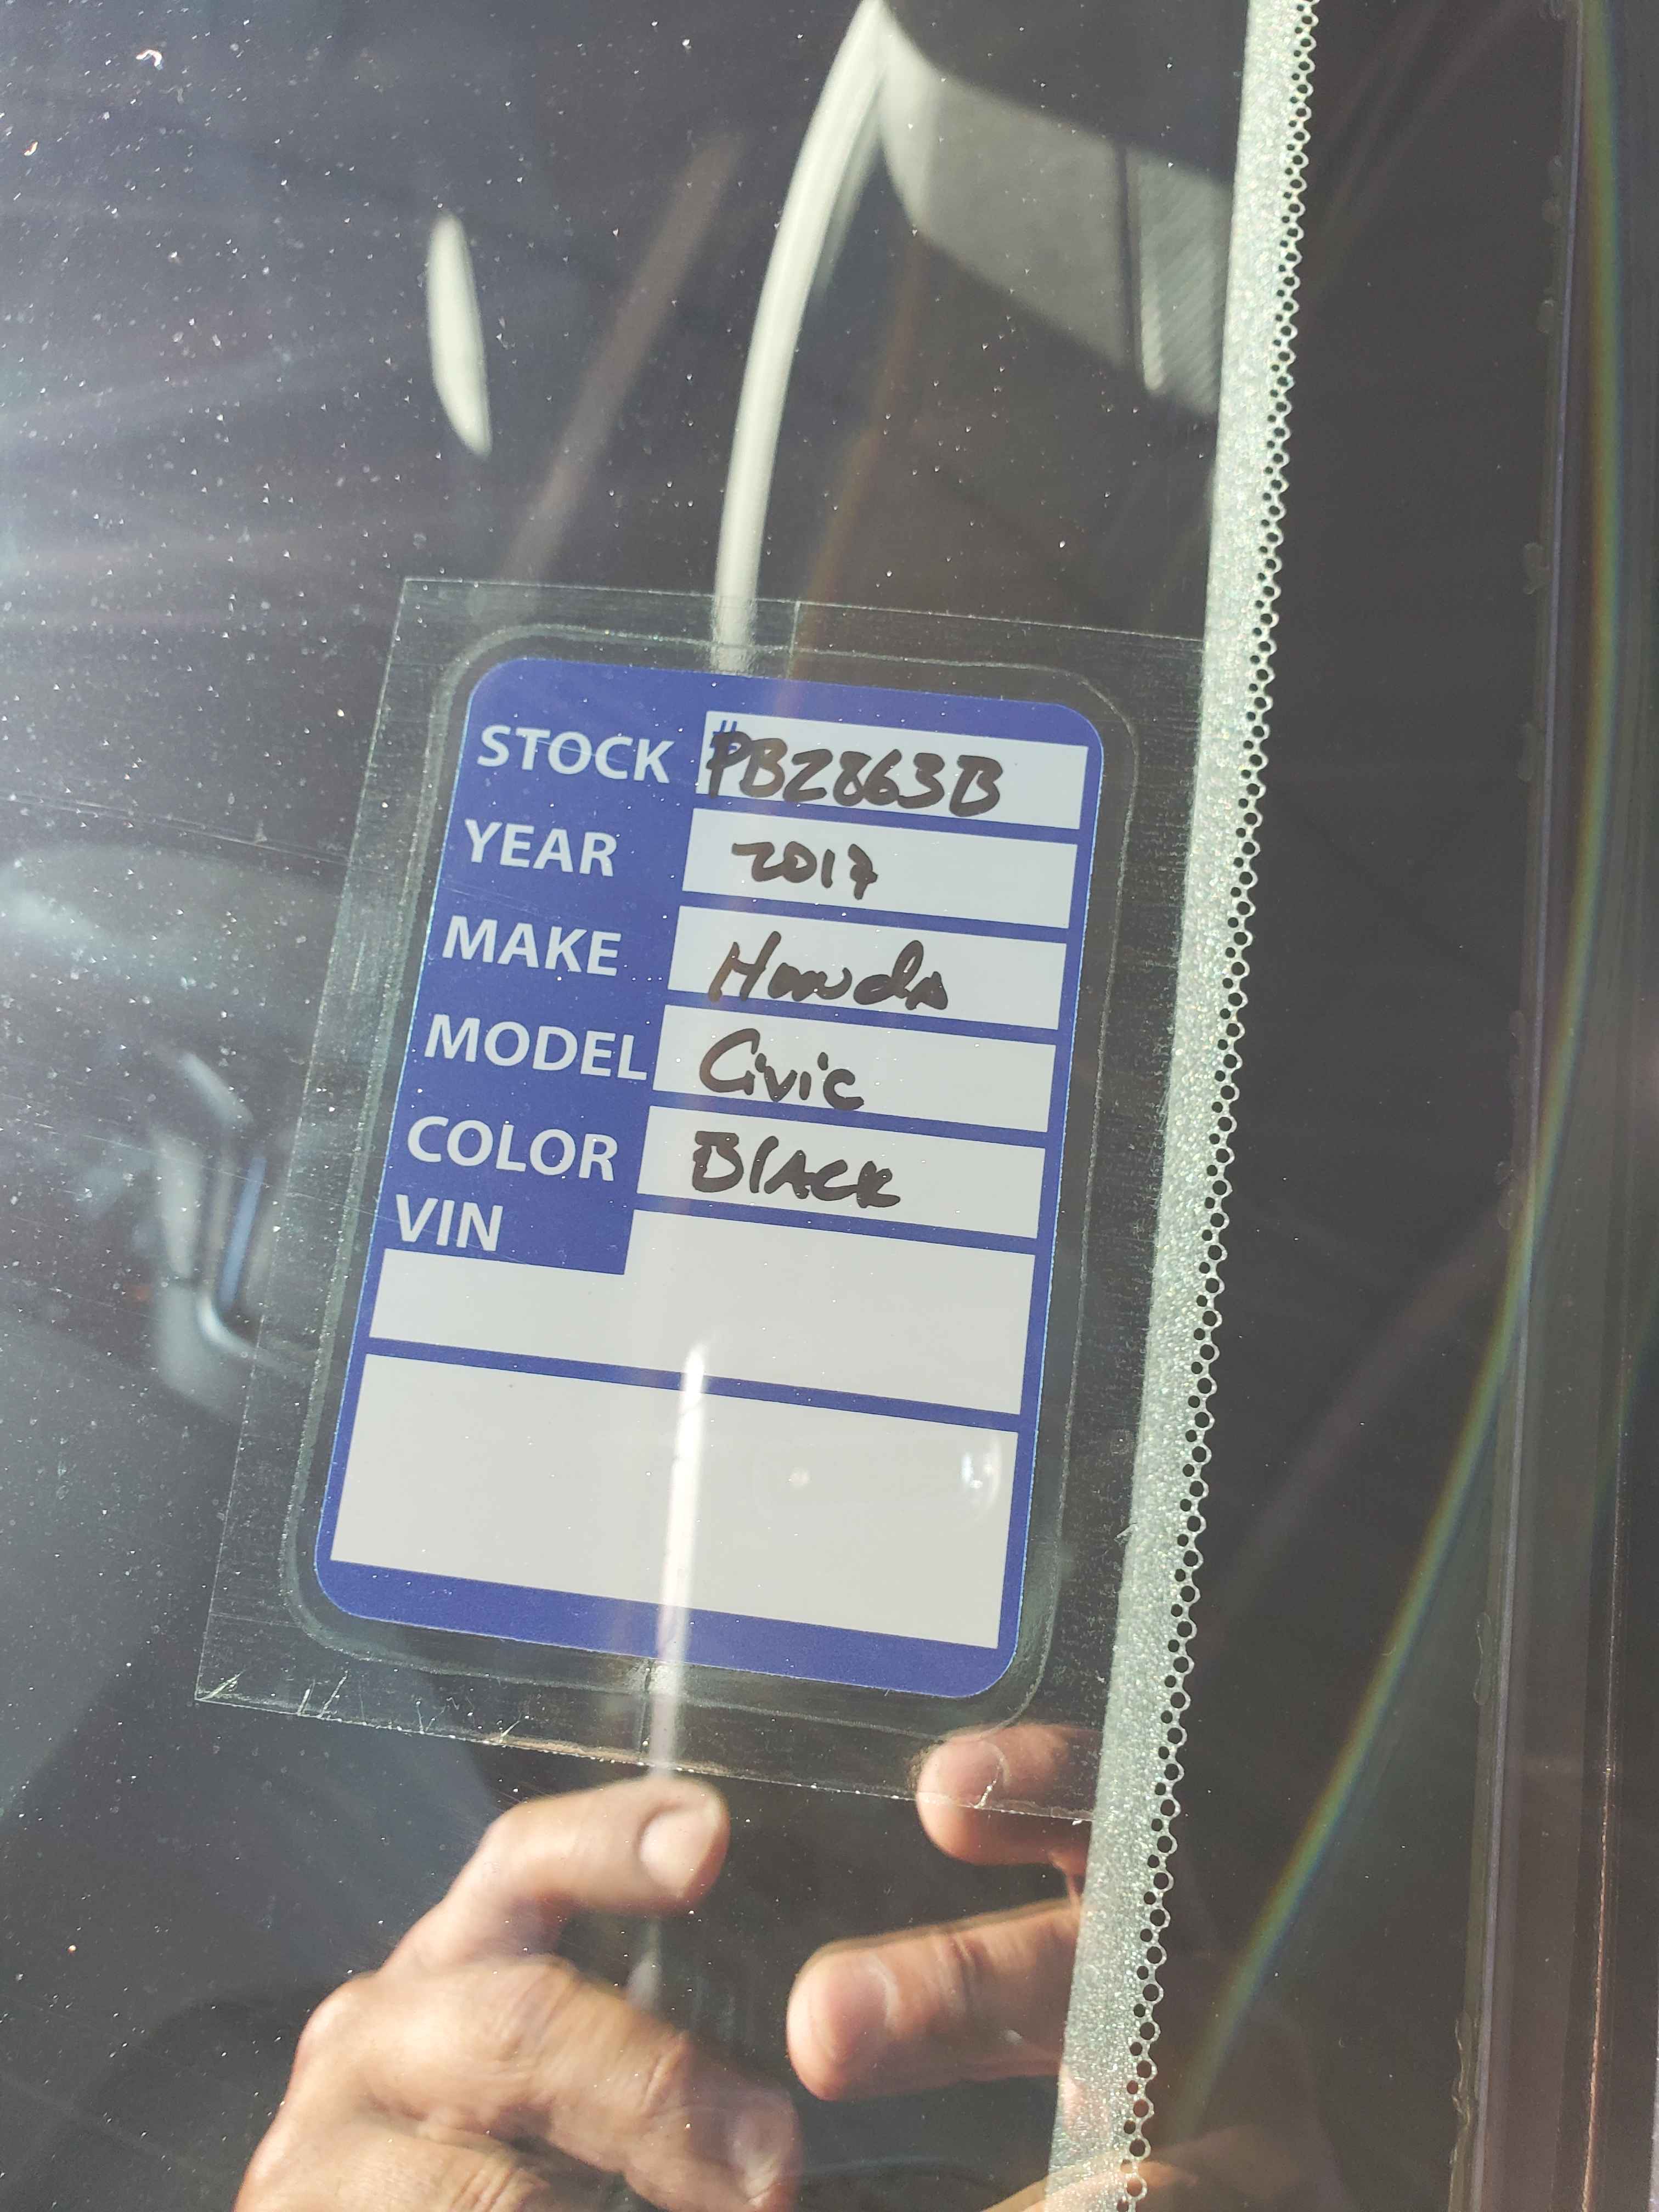 STOCK #PB2863B
YEAR 2017
MAKE Honda
MODEL Civic
COLOR Black
VIN